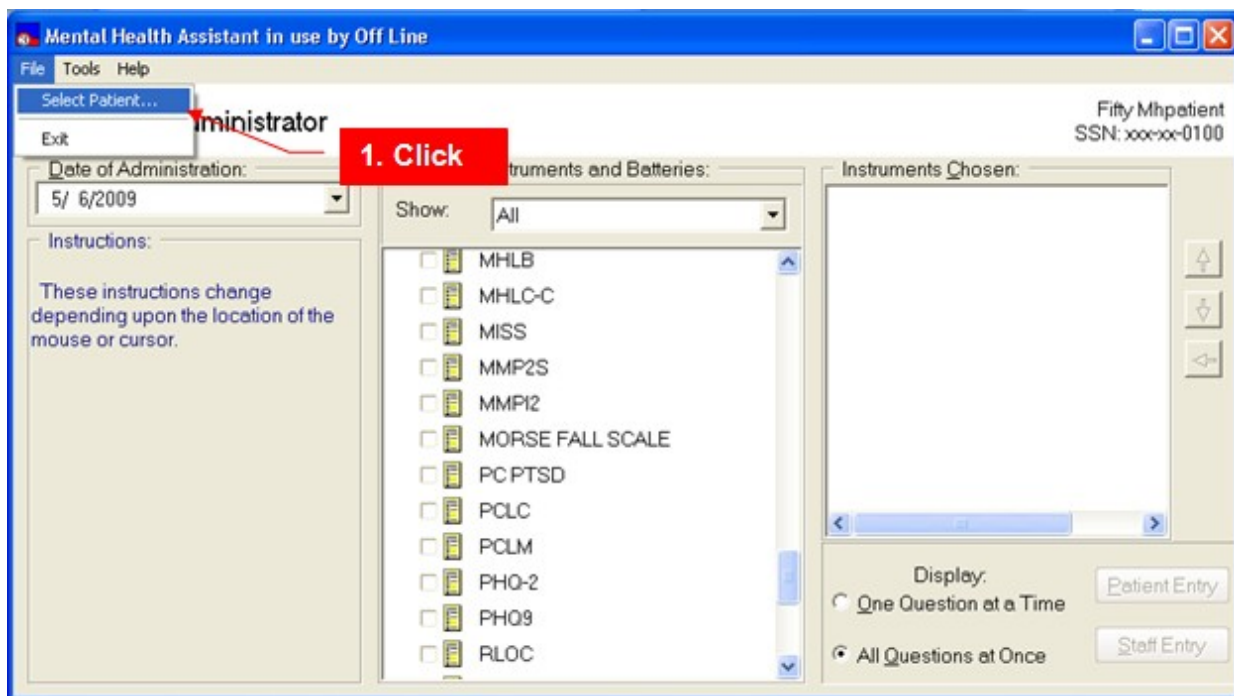 Mental Health Assistant in use by Off Line
File Tools Help
Select Patient...
Exit
ministrator
1. Click
Fifty Mhpatient
SSN: xxx-xx-0100
Date of Administration:
5/ 6/2009
Instructions:
These instructions change
depending upon the location of the
mouse or cursor.
truments and Batteries:
Show: All
MHLB
MHLC-C
MISS
MMP2S
MMPI2
MORSE FALL SCALE
PC PTSD
PCLC
PCLM
PHQ-2
PHQ9
RLOC
Instruments Chosen:
Display:
One Question at a Time
All Questions at Once
Patient Entry
Staff Entry